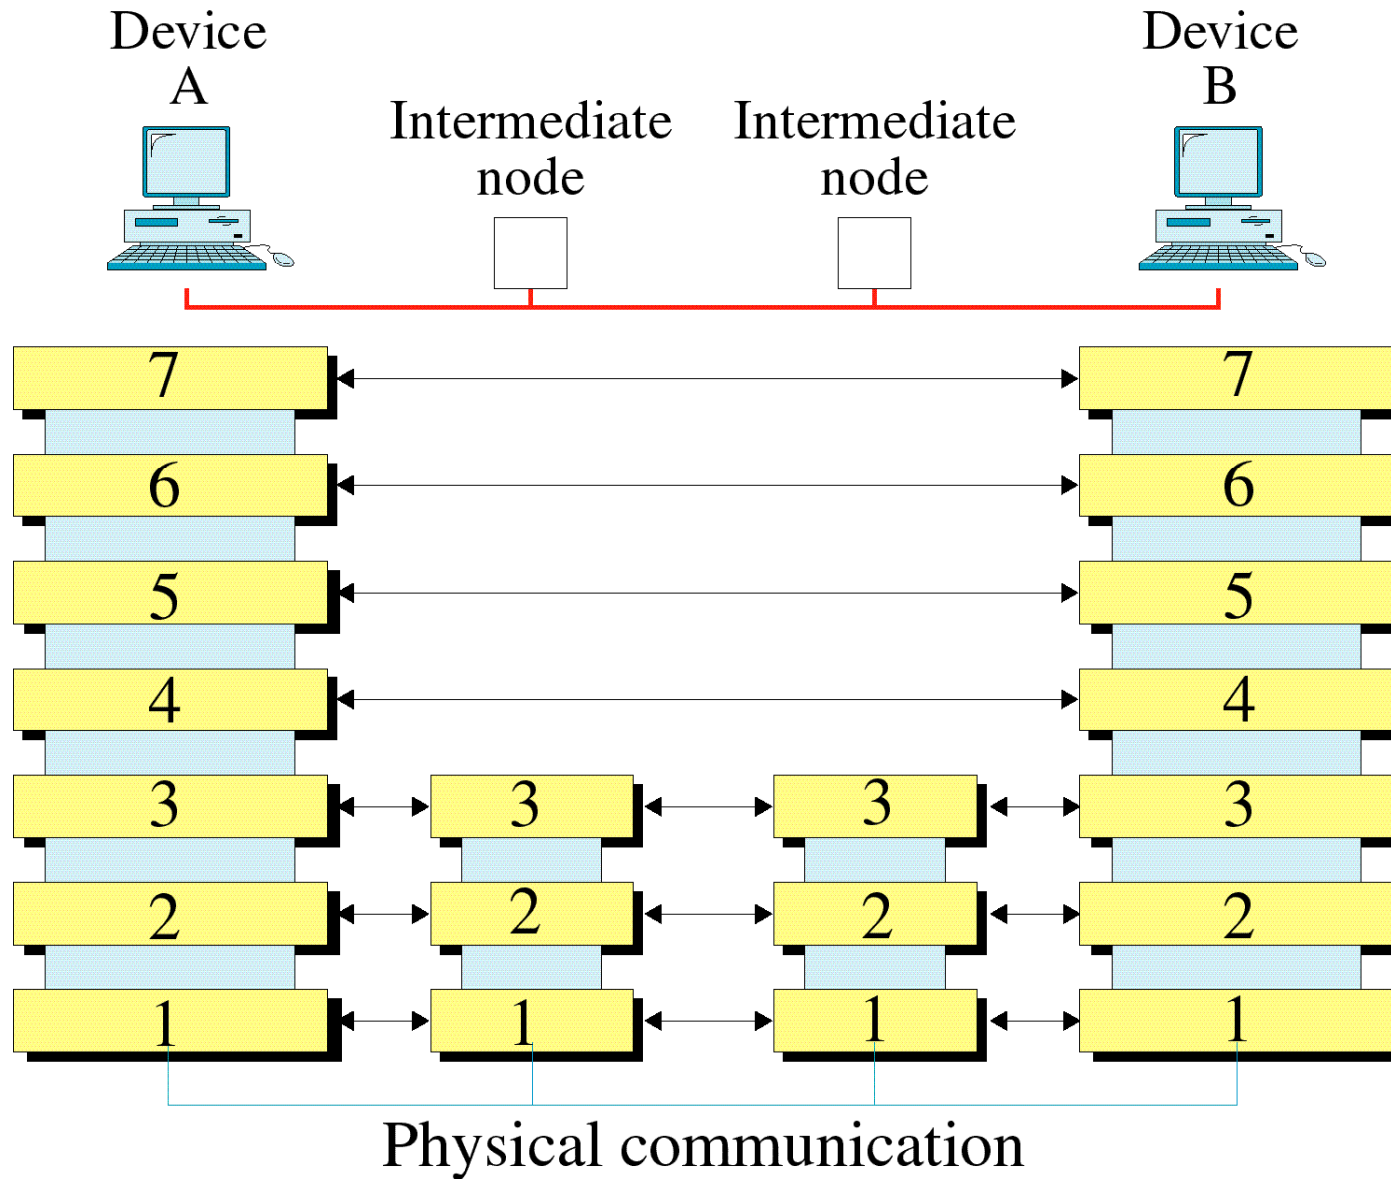 Device
A
Device
B
Intermediate
node
Intermediate
node
7
7
6
6
5
5
4
4
3
3
3
3
2
2
2
2
1
1
1
1
Physical communication